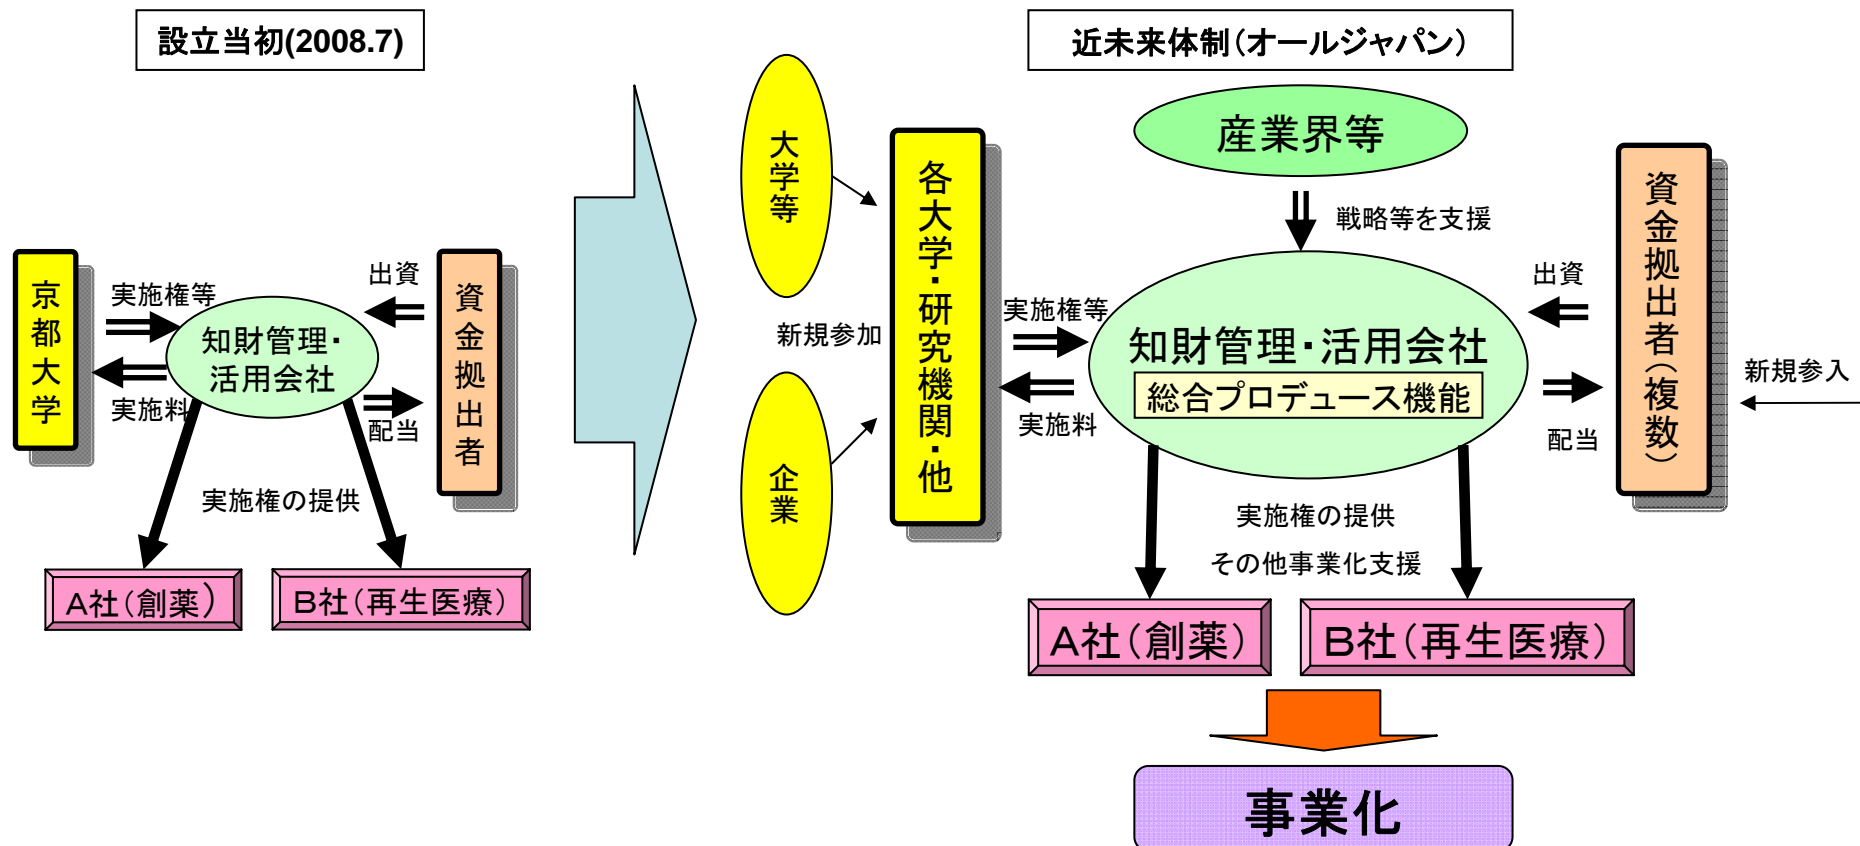 設立当初(2008.7)
京都大学
実施権等
実施料
知財管理・
活用会社
出資
配当
資金拠出者
実施権の提供
A社（創薬）
B社（再生医療）
近未来体制（オールジャパン）
大学等
新規参加
企業
各大学・研究機関・他
産業界等
戦略等を支援
実施権等
実施料
知財管理・活用会社
総合プロデュース機能
出資
配当
資金拠出者（複数）
新規参入
実施権の提供
その他事業化支援
A社（創薬）
B社（再生医療）
事業化